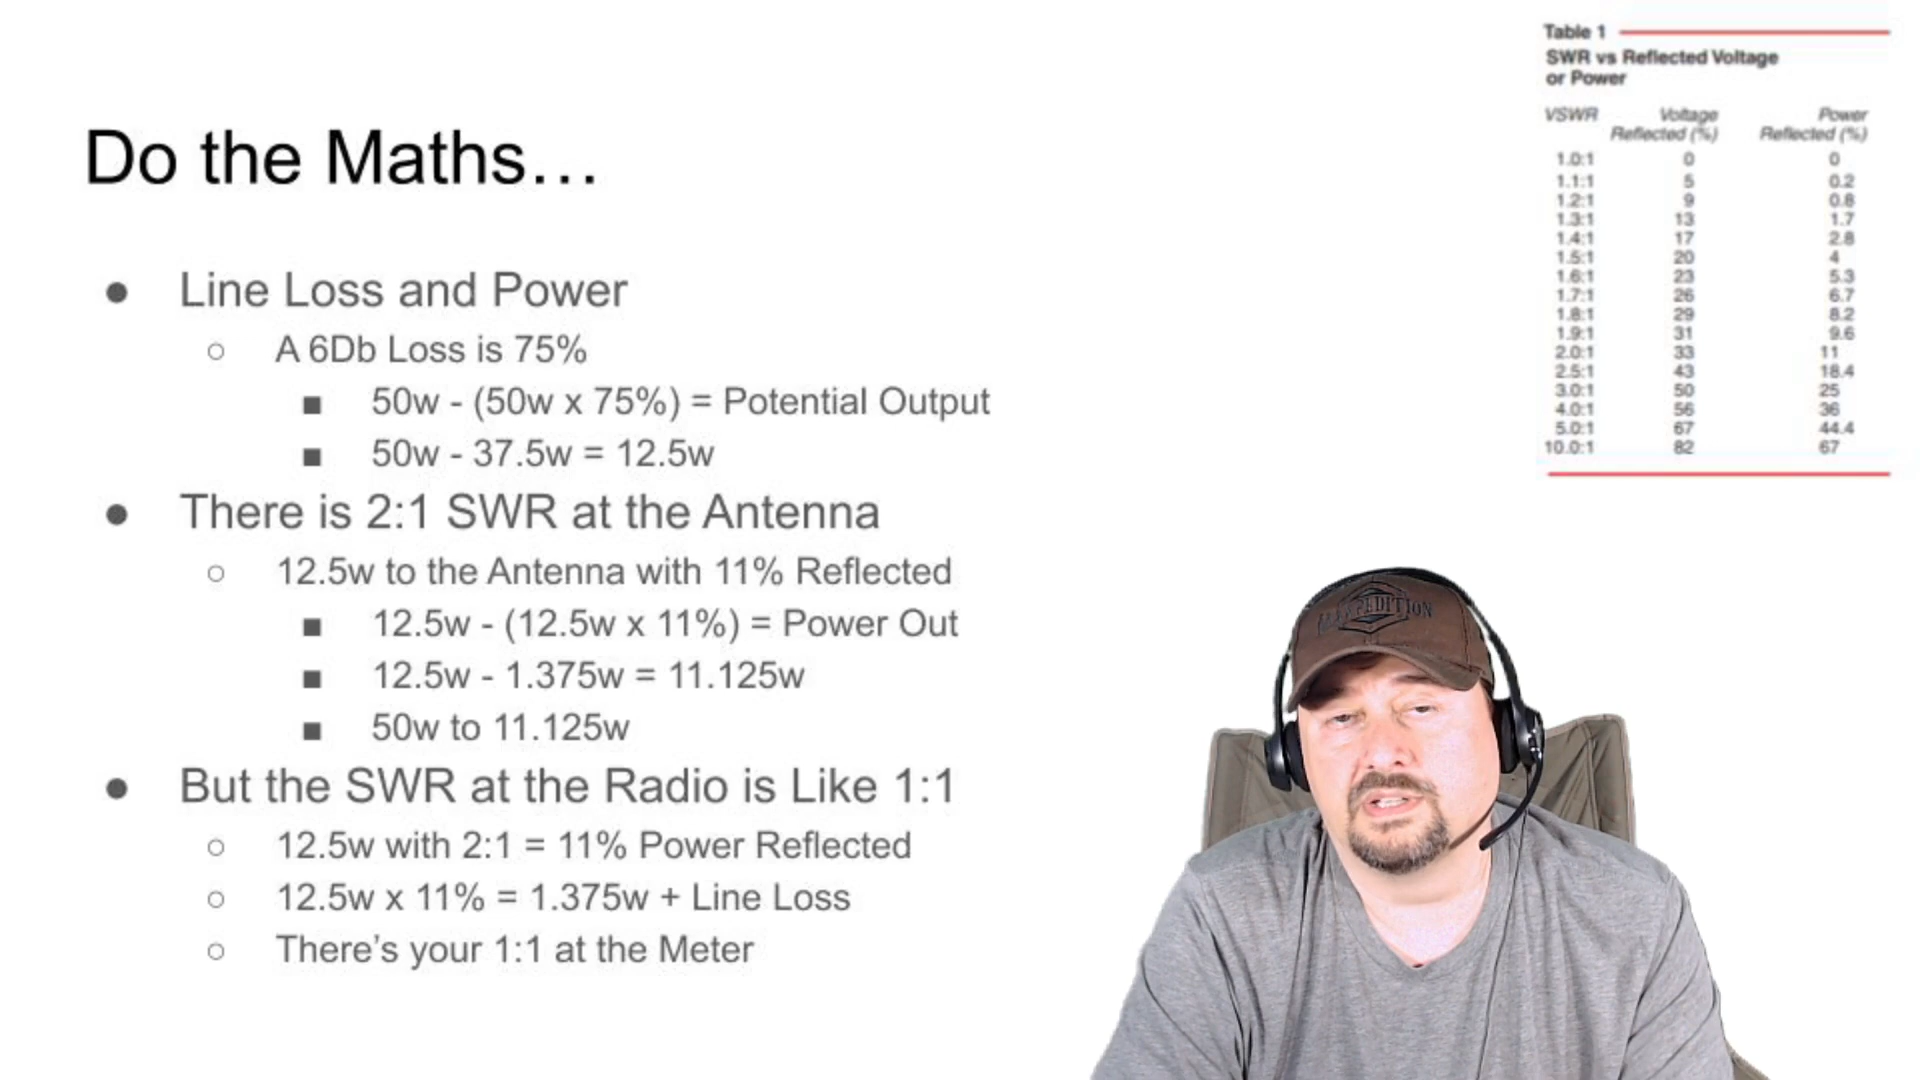 Do the Maths…
Line Loss and Power
A 6Db Loss is 75%
50w - (50w x 75%) = Potential Output
50w - 37.5w = 12.5w
There is 2:1 SWR at the Antenna
12.5w to the Antenna with 11% Reflected
12.5w - (12.5w x 11%) = Power Out
12.5w - 1.375w = 11.125w
50w to 11.125w
But the SWR at the Radio is Like 1:1
12.5w with 2:1 = 11% Power Reflected
12.5w x 11% = 1.375w + Line Loss
There's your 1:1 at the Meter
Table 1
SWR vs Reflected Voltage
or Power
VSWR Voltage Power
Reflected (%) Reflected (%)
1.0:1 0 0
1.1:1 5 0.2
1.2:1 9 0.8
1.3:1 13 1.7
1.4:1 17 2.8
1.5:1 20 4
1.6:1 23 5.3
1.7:1 26 6.7
1.8:1 29 8.2
1.9:1 31 9.6
2.0:1 33 11
2.5:1 43 18.4
3.0:1 50 25
4.0:1 56 36
5.0:1 67 44.4
10.0:1 82 67
MAXPEDITION